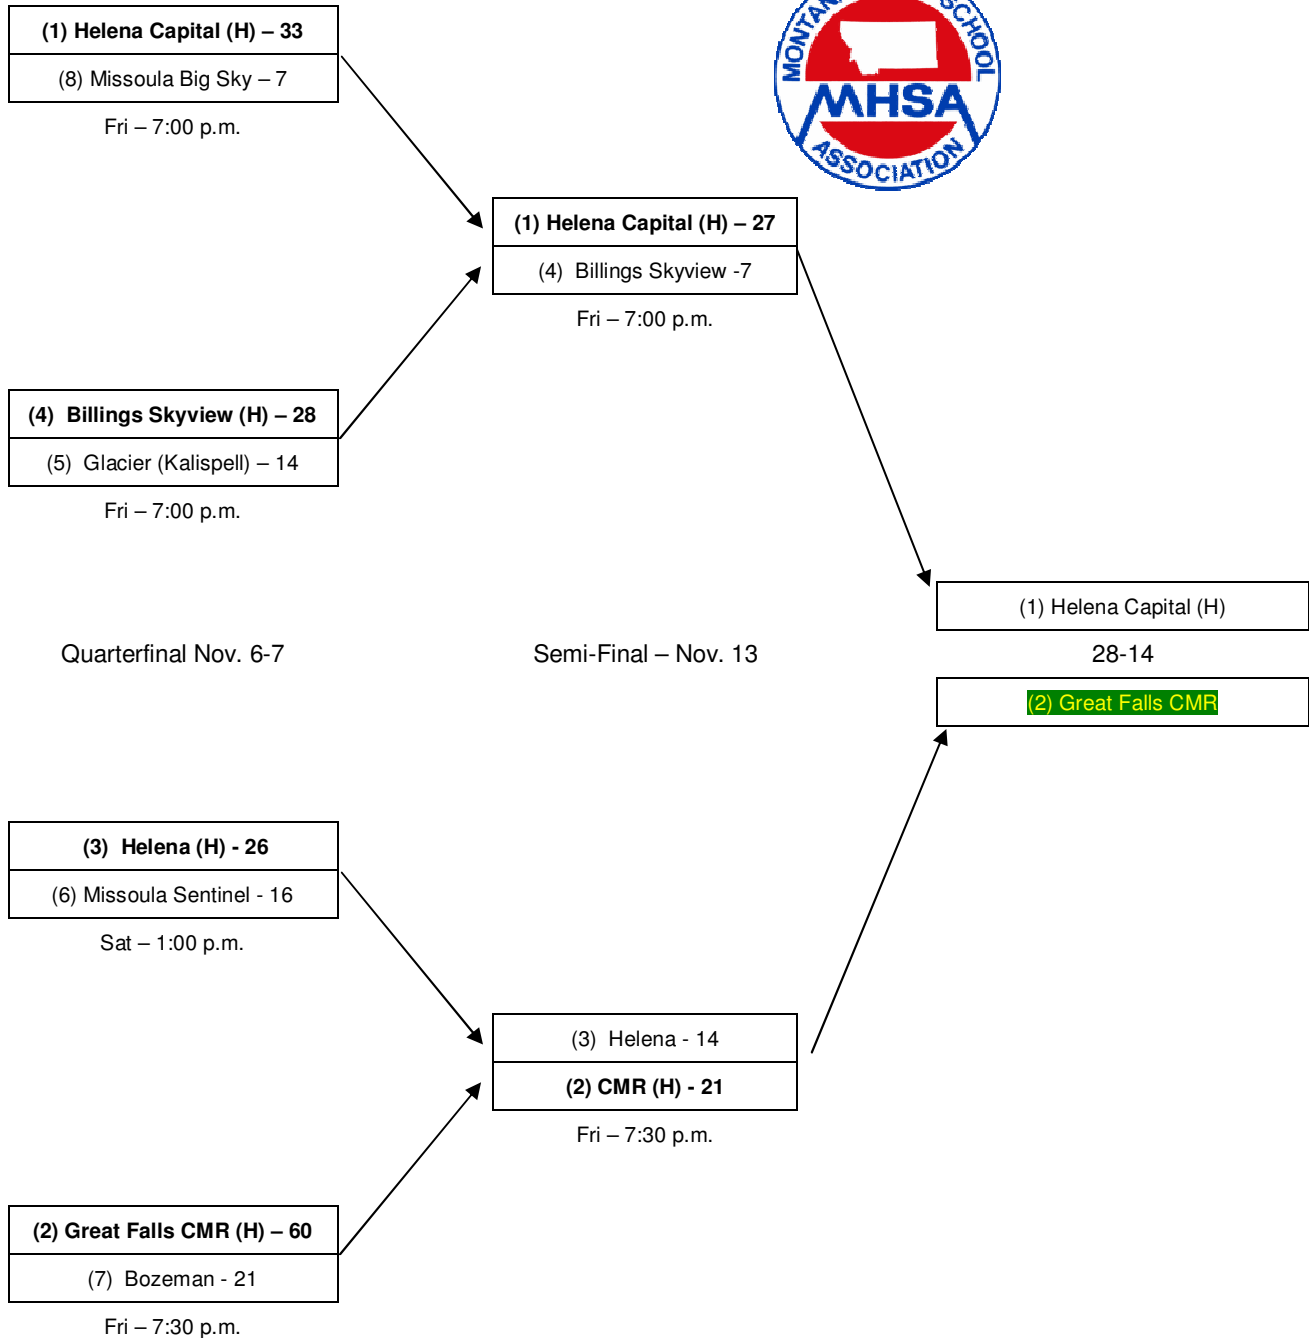 (1) Helena Capital (H) – 33
(8) Missoula Big Sky – 7
Fri – 7:00 p.m.
MONTANA
SCHOOL
MHSA
ASSOCIATION
(1) Helena Capital (H) – 27
(4)  Billings Skyview -7
Fri – 7:00 p.m.
(4)  Billings Skyview (H) – 28
(5)  Glacier (Kalispell) – 14
Fri – 7:00 p.m.
(1) Helena Capital (H)
Quarterfinal Nov. 6-7
Semi-Final – Nov. 13
28-14
(2) Great Falls CMR
(3)  Helena (H) - 26
(6) Missoula Sentinel - 16
Sat – 1:00 p.m.
(3)  Helena - 14
(2) CMR (H) - 21
Fri – 7:30 p.m.
(2) Great Falls CMR (H) – 60
(7)  Bozeman - 21
Fri – 7:30 p.m.